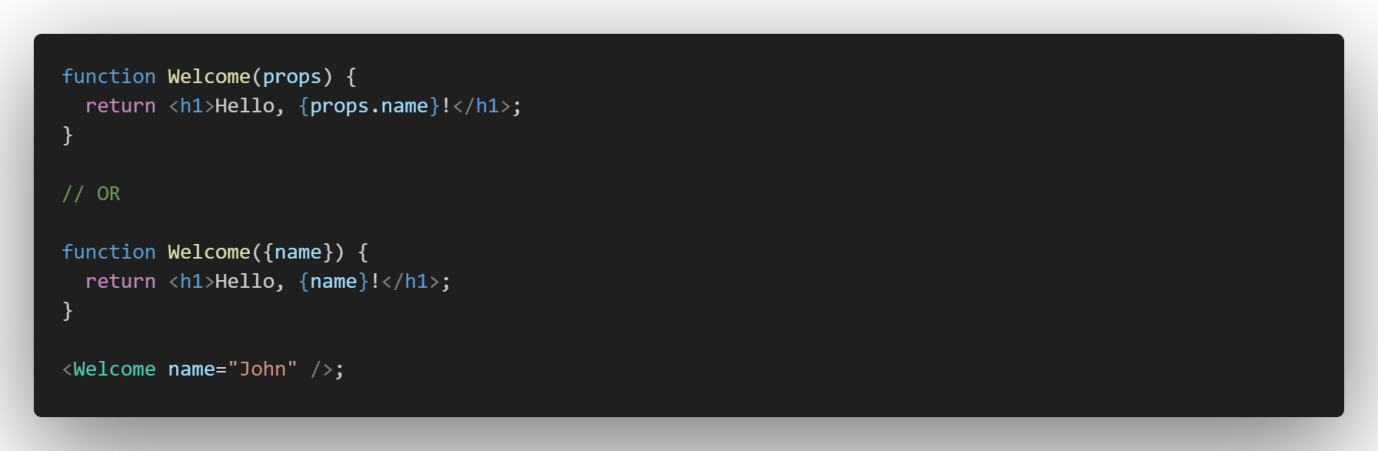 function Welcome(props) {
  return <h1>Hello, {props.name}!</h1>;
}
// OR
function Welcome({name}) {
  return <h1>Hello, {name}!</h1>;
}
<Welcome name="John" />;